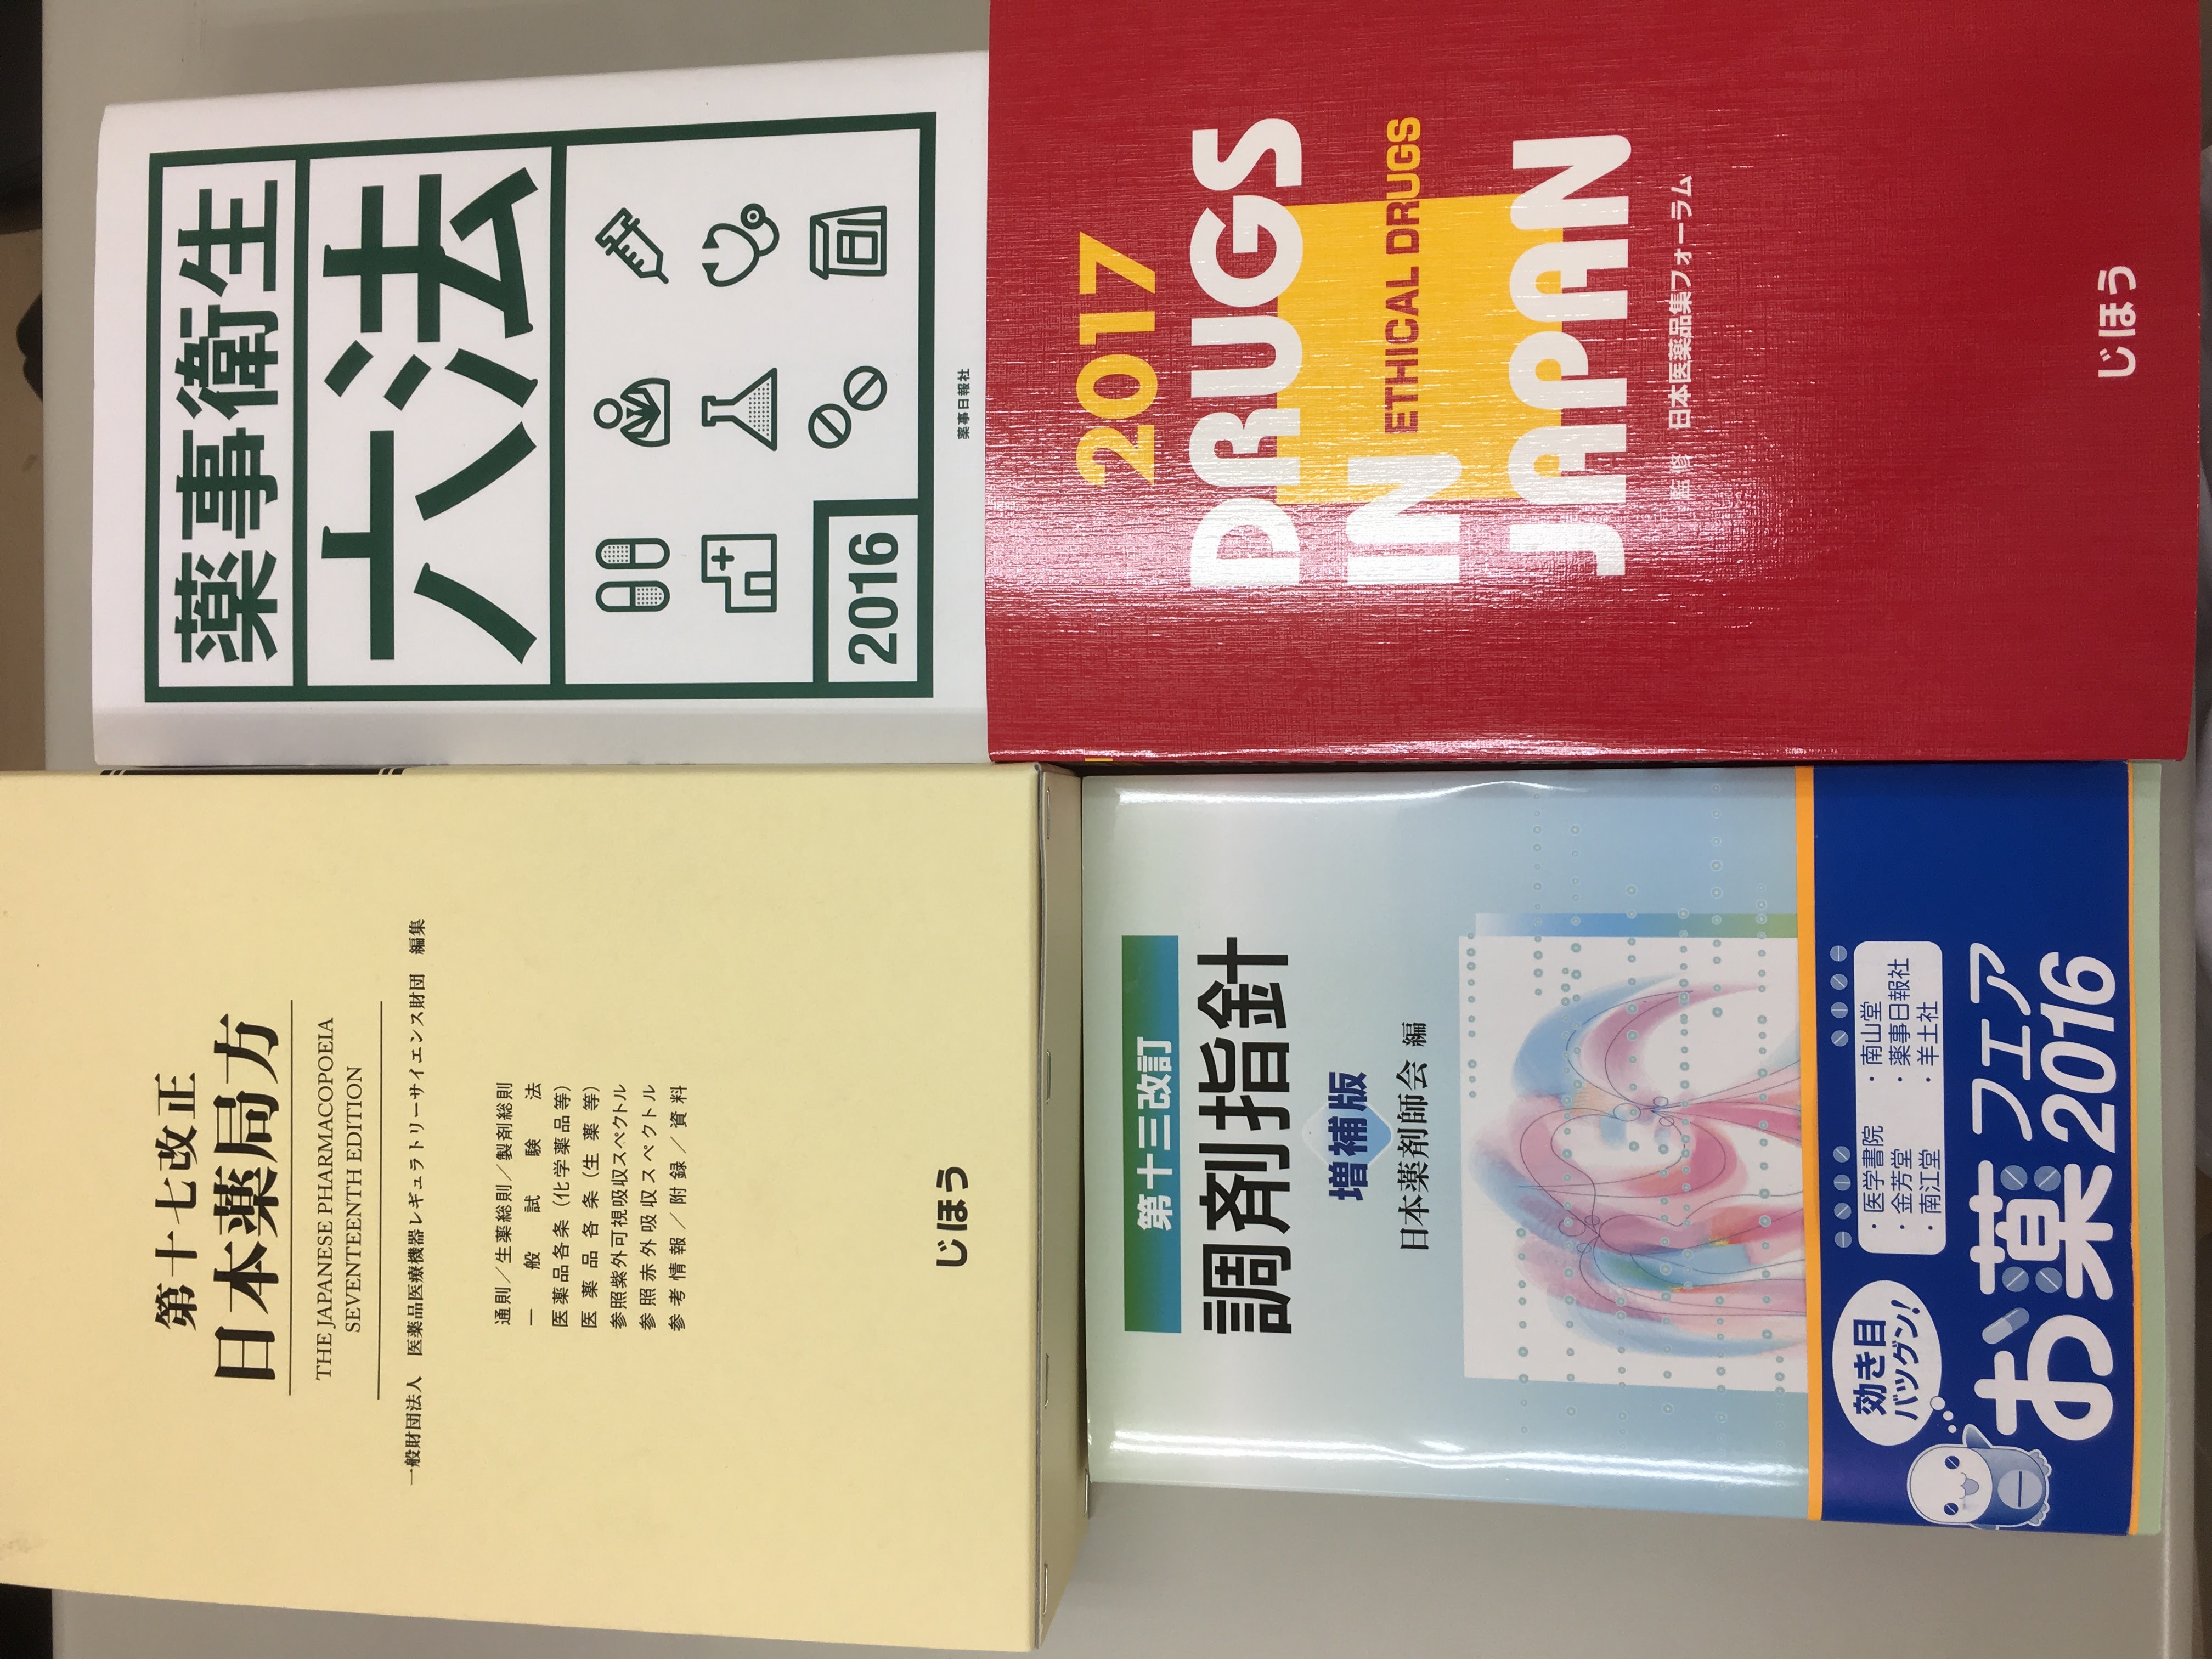 第十七改正
日本薬局方
THE JAPANESE PHARMACOPOEIA
SEVENTEENTH EDITION
一般財団法人 医薬品医療機器レギュラトリーサイエンス財団 編集
通則/生薬総則/製剤総則
一般試験法
医薬品各条(化学薬品等)
医薬品各条(生薬等)
参照紫外可視吸収スペクトル
参照赤外吸収スペクトル
参考情報/附録/資料
じほう
薬事衛生
六法
2016
薬事日報社
第十三改訂
調剤指針
増補版
日本薬剤師会 編
効き目
バツグン!
・医学書院 ・南山堂
・金芳堂 ・薬事日報社
・南江堂 ・羊土社
お薬フエア
2016
2017
DRUGS
IN ETHICAL DRUGS
JAPAN
監修 日本医薬品集フォーラム
じほう